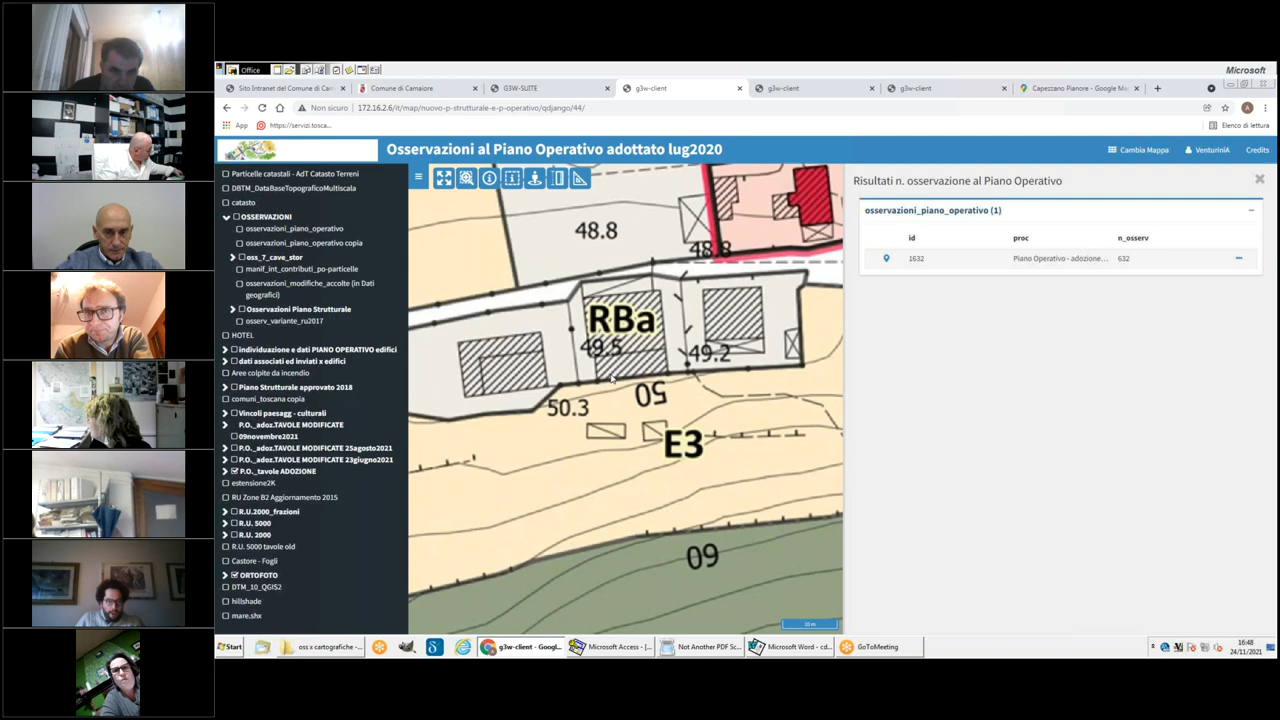 Office
Microsoft
Sito Intranet del Comune di Cam
Comune di Camaiore
G3W-SUITE
g3w-client
g3w-client
g3w-client
Capezzano Pianore - Google Ma
Non sicuro
172.16.2.6/it/map/nuovo-p-strutturale-e-p-operativo/qdjango/44/
App
https://servizi.tosca...
Elenco di lettura
Osservazioni al Piano Operativo adottato lug2020
Cambia Mappa
VenturiniA
Credits
Particelle catastali - AdT Catasto Terreni
DBTM_DataBaseTopograficoMultiscala
catasto
OSSERVAZIONI
osservazioni_piano_operativo
osservazioni_piano_operativo copia
oss_7_cave_stor
manif_int_contributi_po-particelle
osservazioni_modifiche_accolte (in Dati
geografici)
Osservazioni Piano Strutturale
osserv_variante_ru2017
HOTEL
individuazione e dati PIANO OPERATIVO edifici
dati associati ed inviati x edifici
Aree colpite da incendio
Piano Strutturale approvato 2018
comuni_toscana copia
Vincoli paesagg - culturali
P.O._adoz.TAVOLE MODIFICATE
09novembre2021
P.O._adoz.TAVOLE MODIFICATE 25agosto2021
P.O._adoz.TAVOLE MODIFICATE 23giugno2021
P.O._tavole ADOZIONE
estensione2K
RU Zone B2 Aggiornamento 2015
R.U.2000_frazioni
R.U. 5000
R.U. 2000
R.U. 5000 tavole old
Castore - Fogli
ORTOFOTO
DTM_10_QGIS2
hillshade
mare.shx
48.8
48.8
RBa
49.5
49.2
50
50.3
E3
60
10 m
Risultati n. osservazione al Piano Operativo
osservazioni_piano_operativo (1)
id
proc
n_osserv
1632
Piano Operativo - adozione...
632
Start
oss x cartografiche -...
g3w-client - Googl...
Microsoft Access - [...
Not Another PDF Sc...
Microsoft Word - cd...
GoToMeeting
16:48
24/11/2021